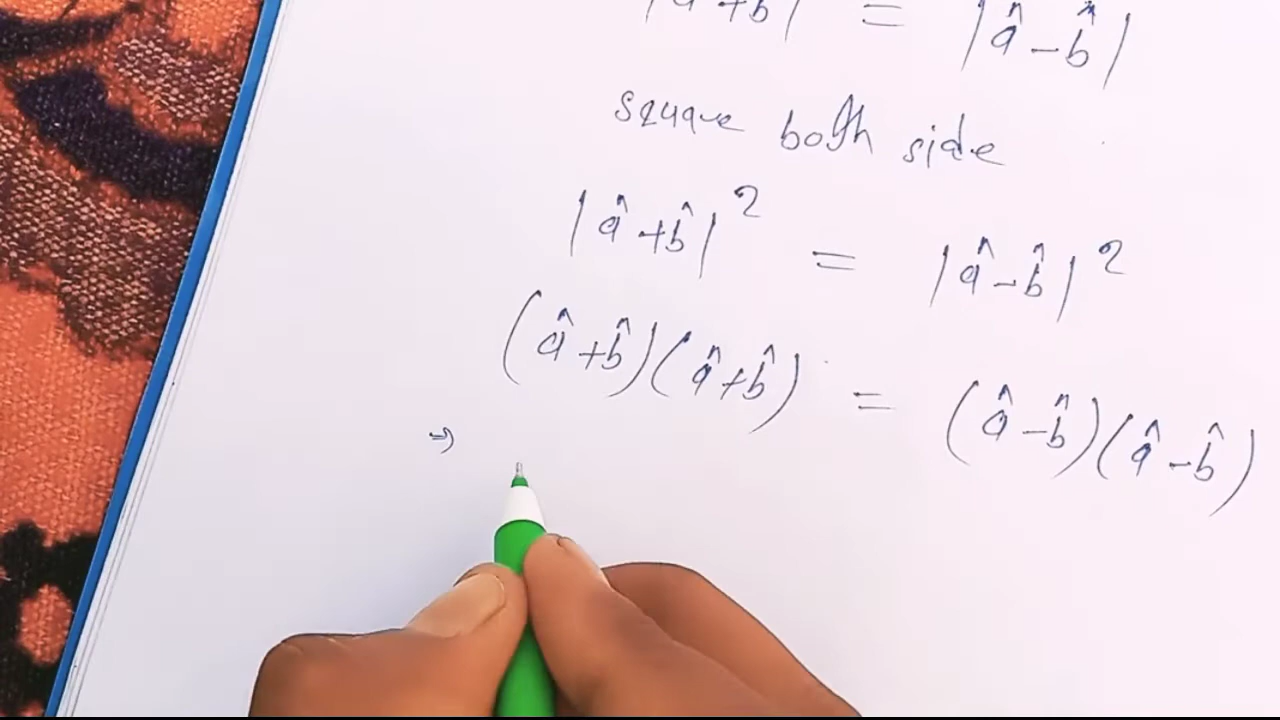 |â+b̂| = |â-b̂|
square both side
|â+b̂|² = |â-b̂|²
(â+b̂)(â+b̂) = (â-b̂)(â-b̂)
⇒